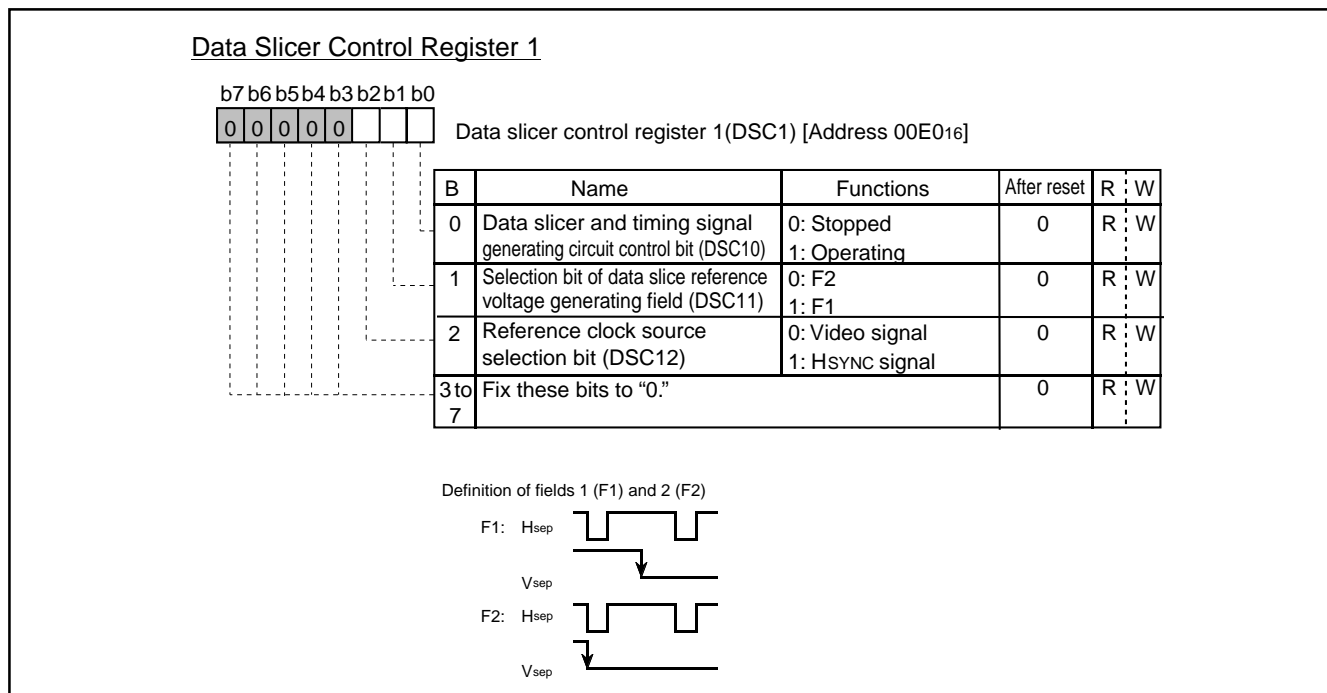 Data Slicer Control Register 1
b7 b6 b5 b4 b3 b2 b1 b0
0 0 0 0 0
Data slicer control register 1(DSC1) [Address 00E016]
B Name Functions After reset R W
0 Data slicer and timing signal 0: Stopped 0 R W
generating circuit control bit (DSC10) 1: Operating
1 Selection bit of data slice reference 0: F2 0 R W
voltage generating field (DSC11) 1: F1
2 Reference clock source 0: Video signal 0 R W
selection bit (DSC12) 1: HSYNC signal
3 to Fix these bits to “0.” 0 R W
7
Definition of fields 1 (F1) and 2 (F2)
F1: Hsep
Vsep
F2: Hsep
Vsep